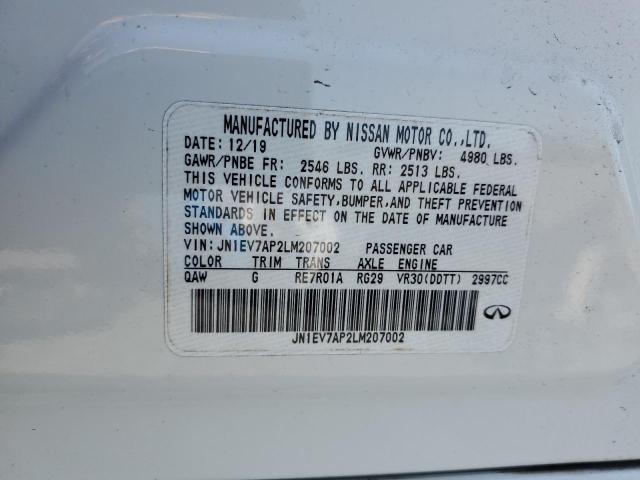 MANUFACTURED BY NISSAN MOTOR CO.,LTD.
DATE: 12/19 GVWR/PNBV: 4980 LBS.
GAWR/PNBE FR: 2546 LBS. RR: 2513 LBS.
THIS VEHICLE CONFORMS TO ALL APPLICABLE FEDERAL
MOTOR VEHICLE SAFETY,BUMPER,AND THEFT PREVENTION
STANDARDS IN EFFECT ON THE DATE OF MANUFACTURE
SHOWN ABOVE.
VIN: JN1EV7AP2LM207002 PASSENGER CAR
COLOR TRIM TRANS AXLE ENGINE
QAW G RE7R01A RG29 VR30(DDTT) 2997CC
JN1EV7AP2LM207002